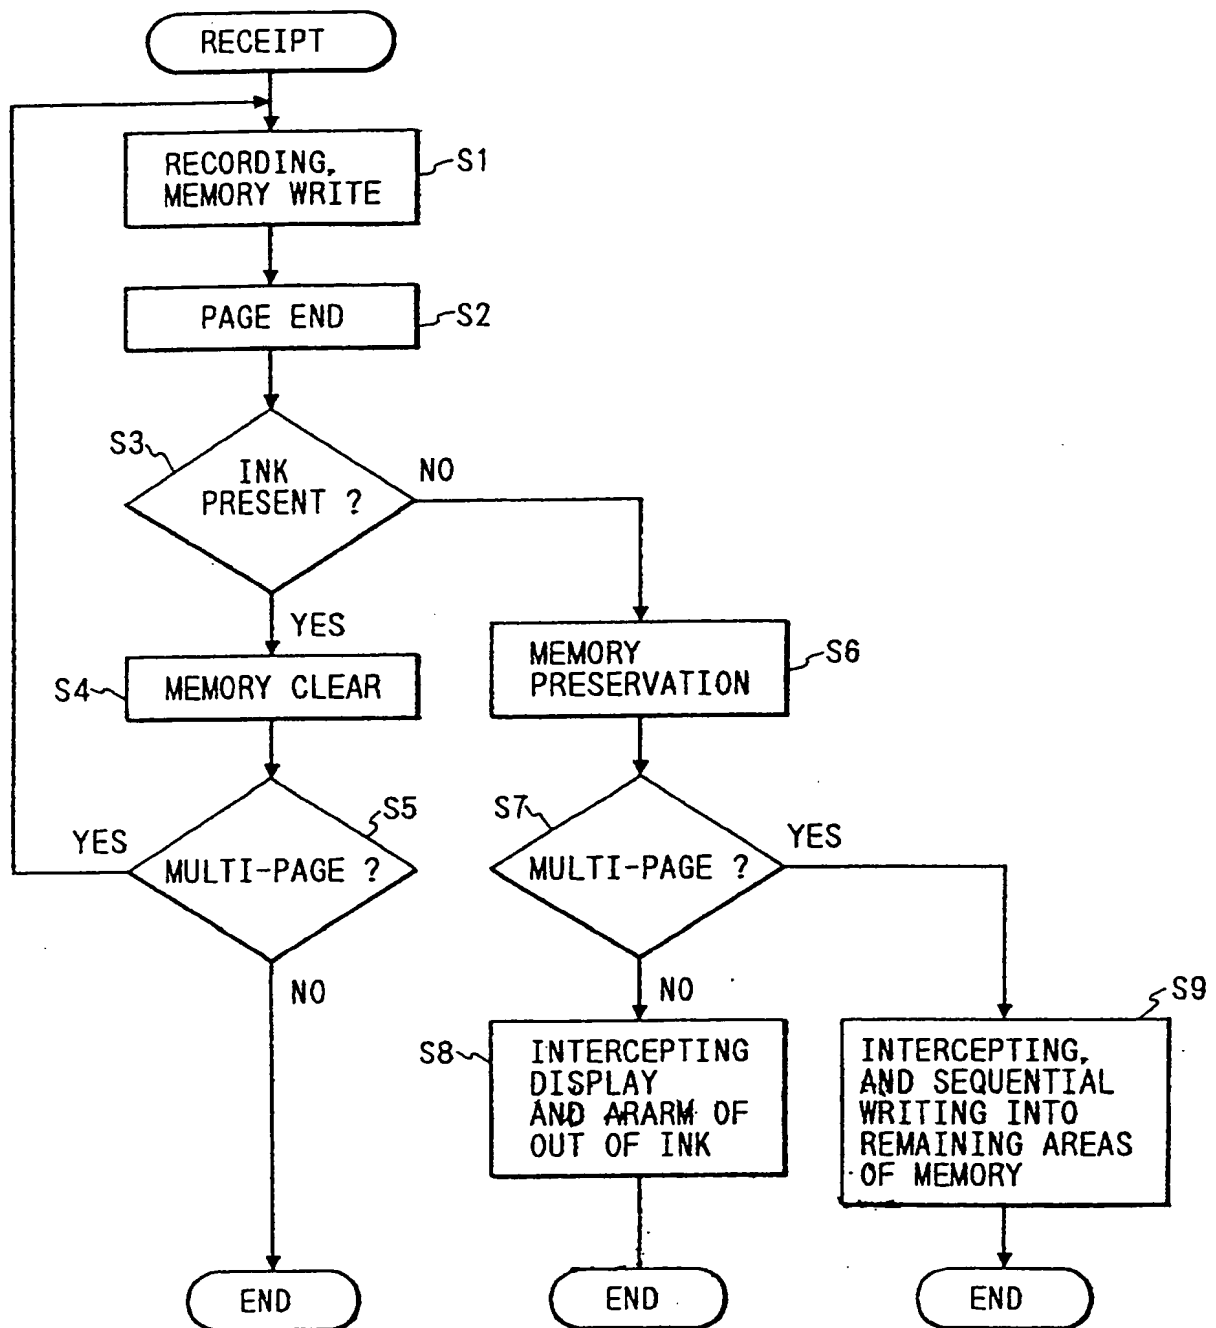 RECEIPT
RECORDING,
MEMORY WRITE
S1
PAGE END
S2
S3
INK
PRESENT ?
NO
YES
S4
MEMORY CLEAR
MEMORY
PRESERVATION
S6
S5
YES
MULTI-PAGE ?
NO
S7
MULTI-PAGE ?
YES
NO
S8
INTERCEPTING
DISPLAY
AND ARARM OF
OUT OF INK
S9
INTERCEPTING,
AND SEQUENTIAL
WRITING INTO
REMAINING AREAS
OF MEMORY
END
END
END